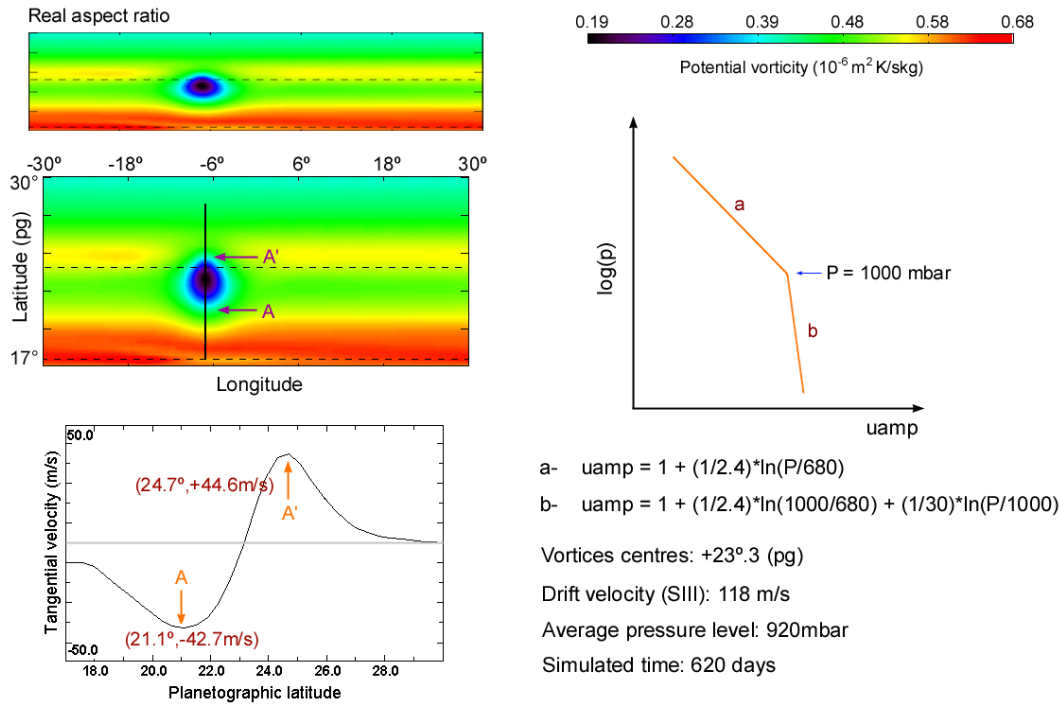 Real aspect ratio
0.19 0.28 0.39 0.48 0.58 0.68
Potential vorticity (10⁻⁶ m² K/skg)
-30º -18º -6º 6º 18º 30º
30º
17°
Latitude (pg)
A'
A
Longitude
log(p)
a
P = 1000 mbar
b
uamp
50.0
-50.0
Tangential velocity (m/s)
(24.7º,+44.6m/s)
A'
A
(21.1º,-42.7m/s)
18.0 20.0 22.0 24.0 26.0 28.0
Planetographic latitude
a- uamp = 1 + (1/2.4)*ln(P/680)
b- uamp = 1 + (1/2.4)*ln(1000/680) + (1/30)*ln(P/1000)
Vortices centres: +23º.3 (pg)
Drift velocity (SIII): 118 m/s
Average pressure level: 920mbar
Simulated time: 620 days